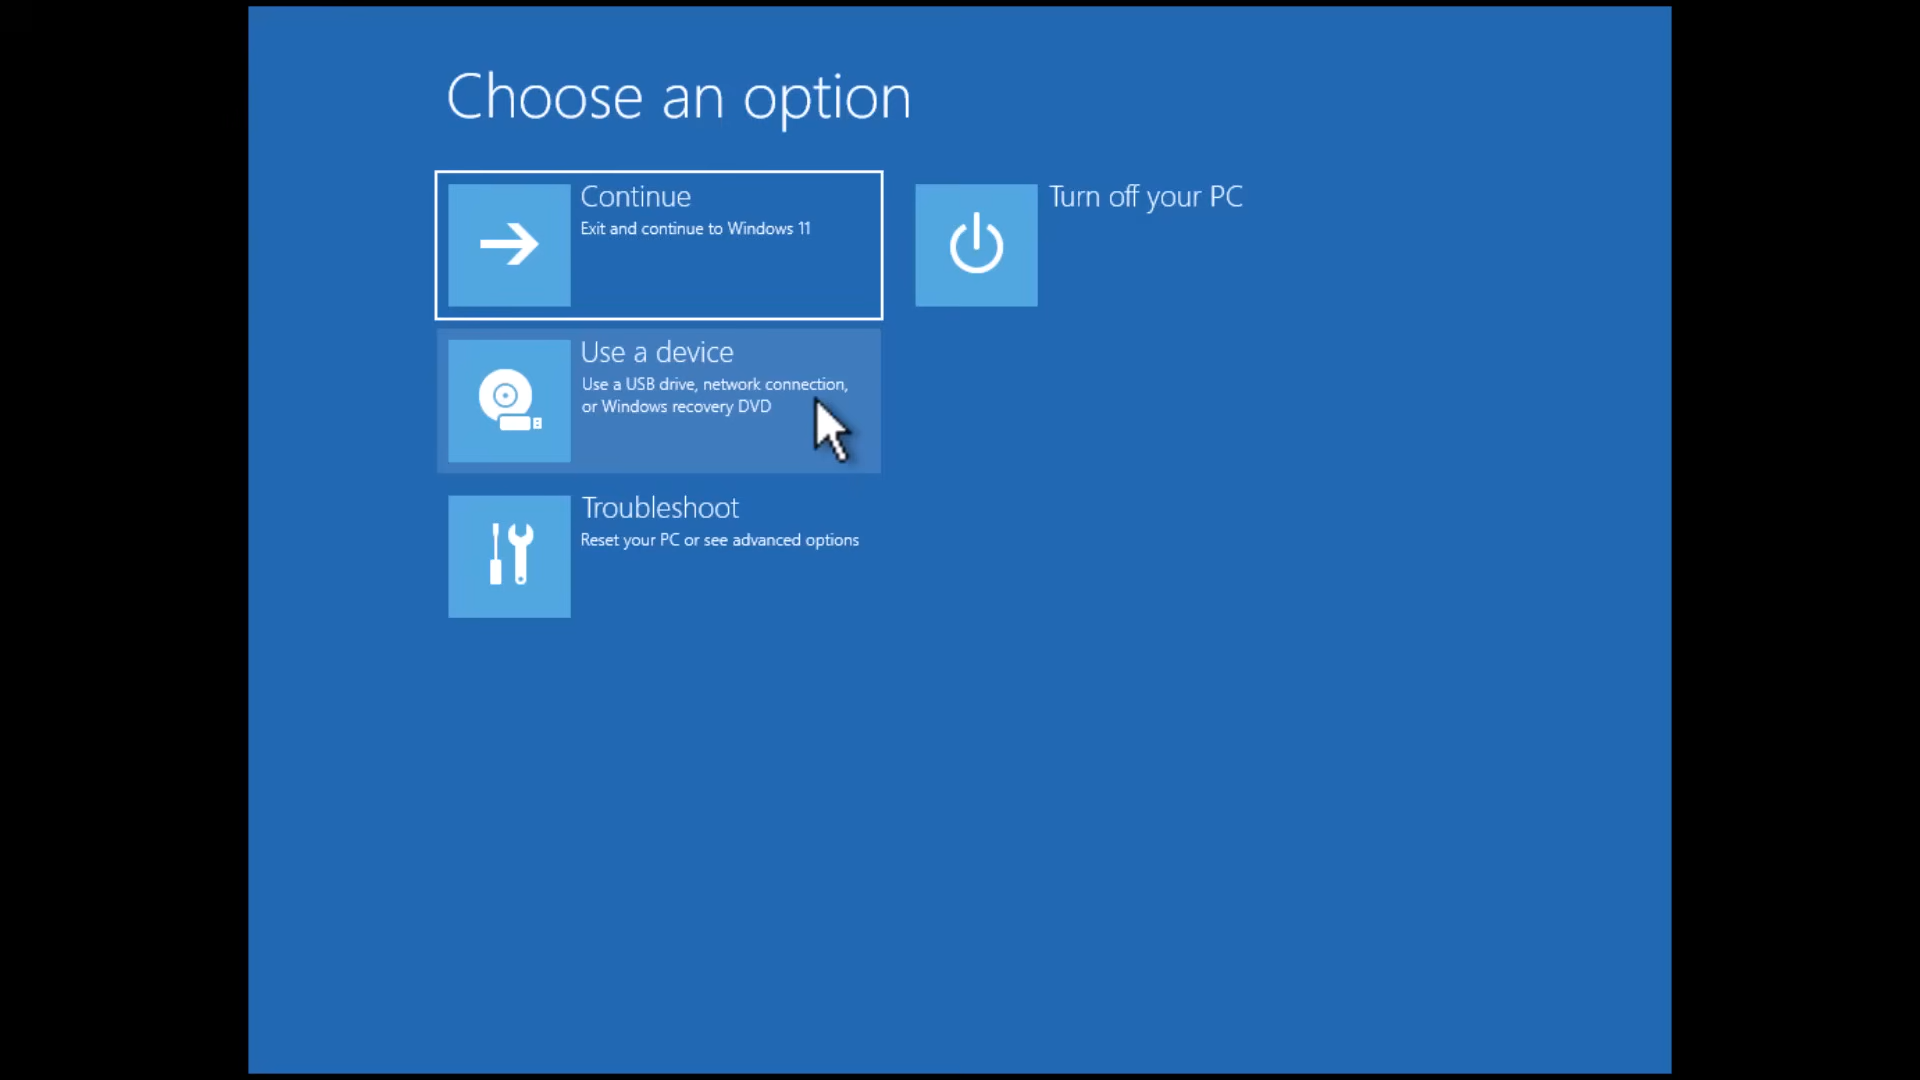 Choose an option
Continue
Exit and continue to Windows 11
Turn off your PC
Use a device
Use a USB drive, network connection,
or Windows recovery DVD
Troubleshoot
Reset your PC or see advanced options